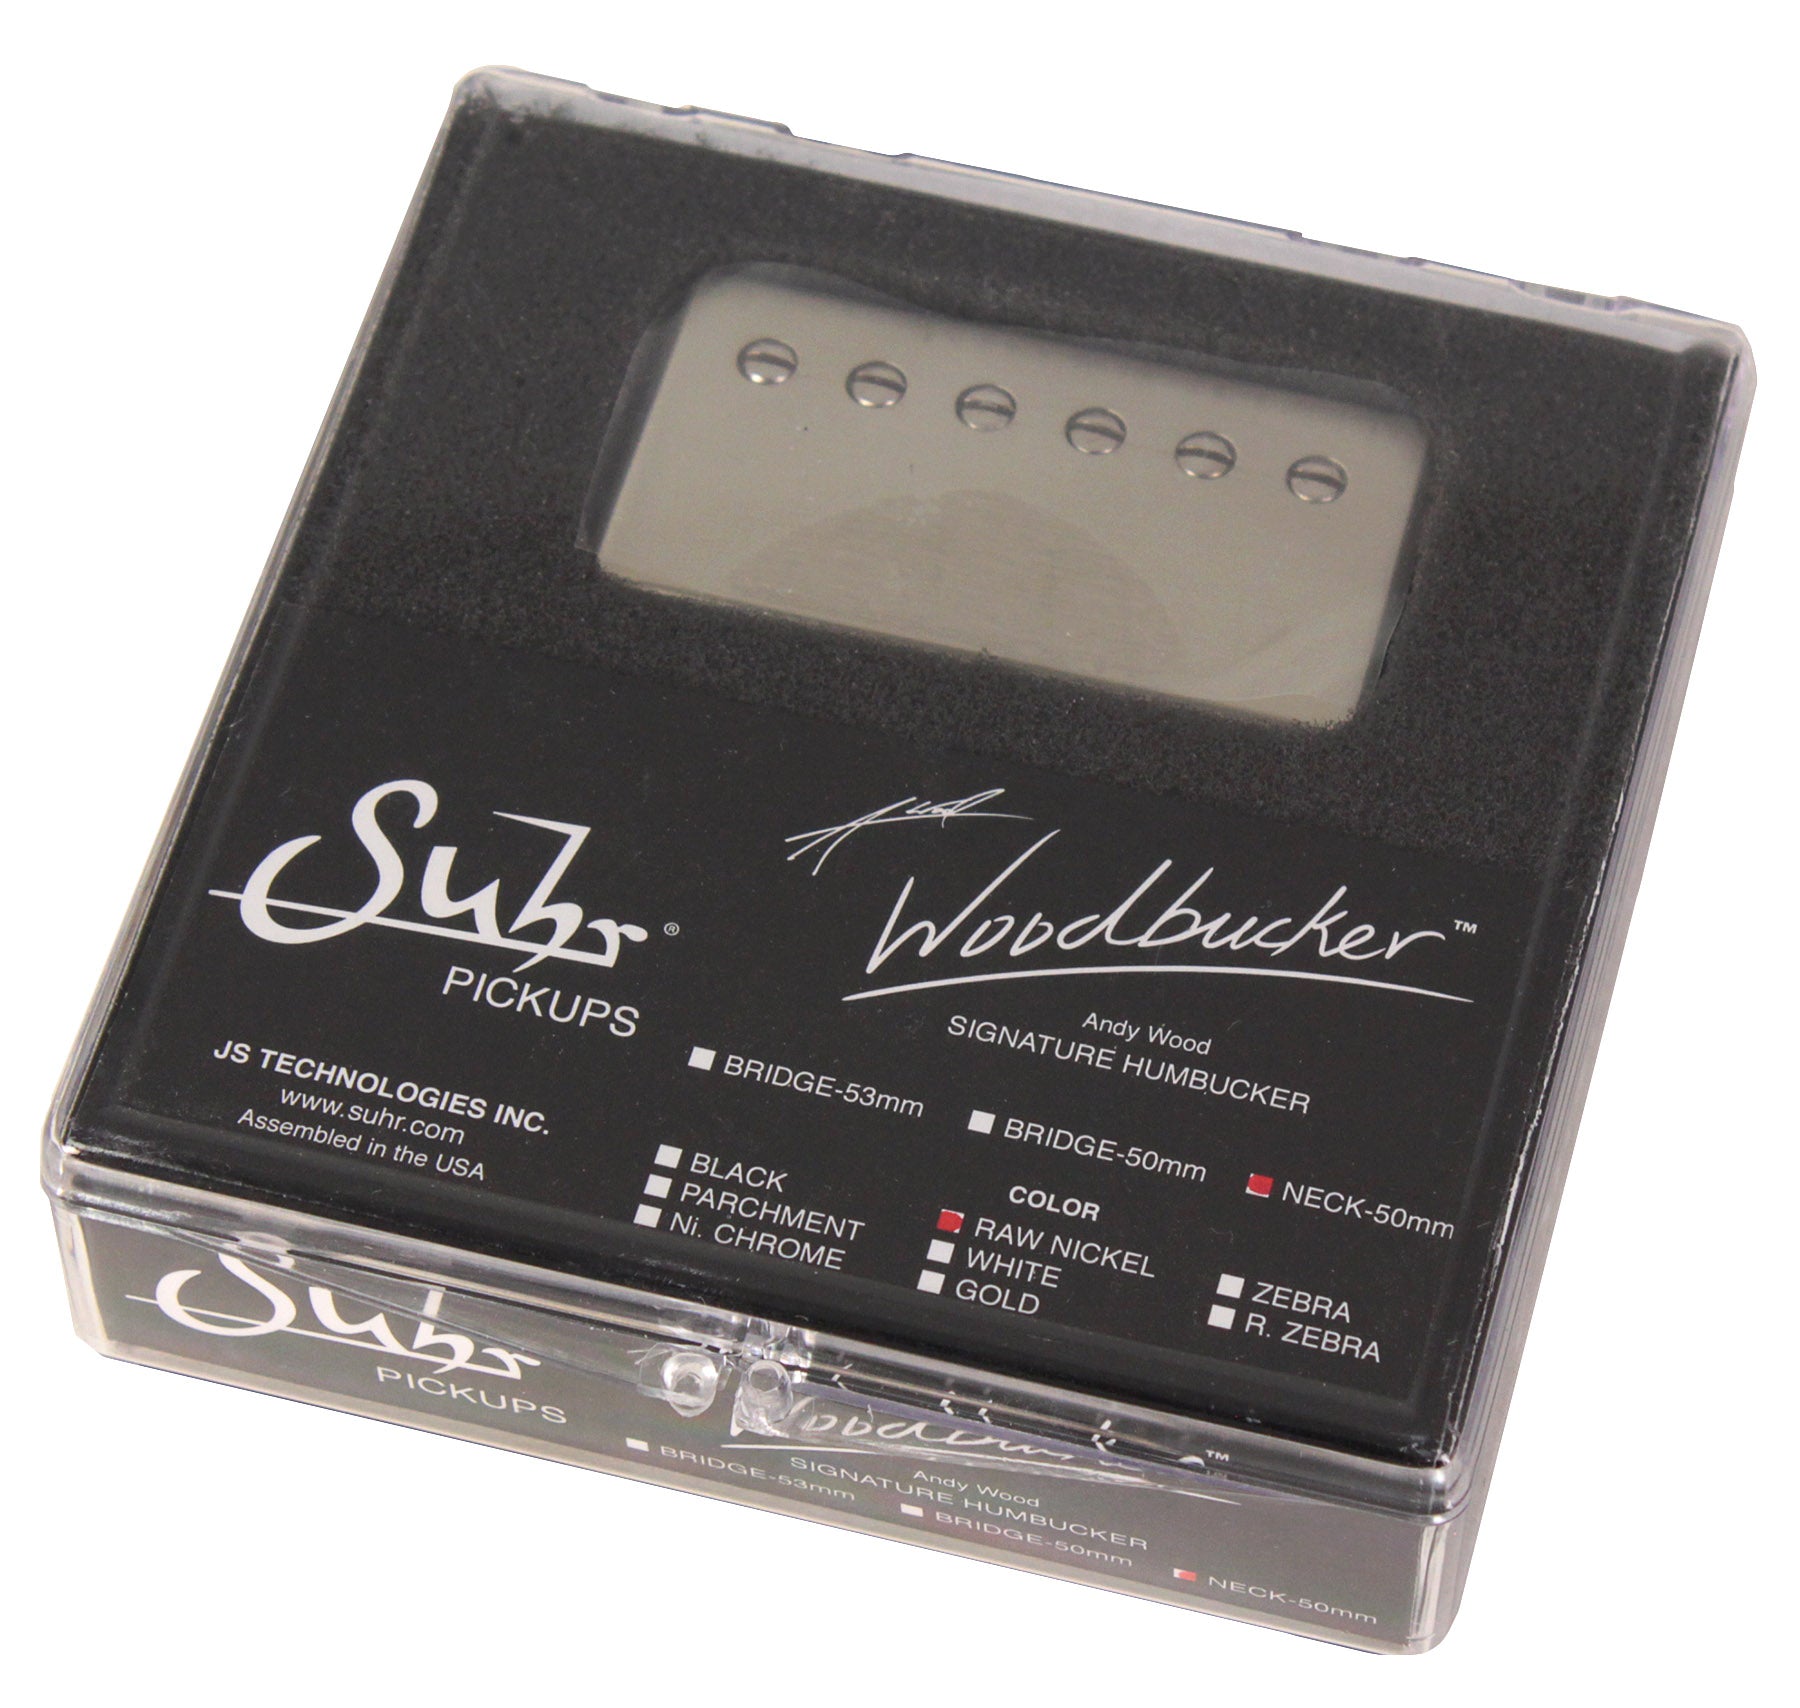 Suhr®
PICKUPS
JS TECHNOLOGIES INC.
www.suhr.com
Assembled in the USA
Woodbucker™
Andy Wood
SIGNATURE HUMBUCKER
BRIDGE-53mm
BRIDGE-50mm
NECK-50mm
COLOR
BLACK
PARCHMENT
Ni. CHROME
RAW NICKEL
WHITE
GOLD
ZEBRA
R. ZEBRA
Suhr
PICKUPS
Woodbucker™
Andy Wood
SIGNATURE HUMBUCKER
BRIDGE-53mm
BRIDGE-50mm
NECK-50mm